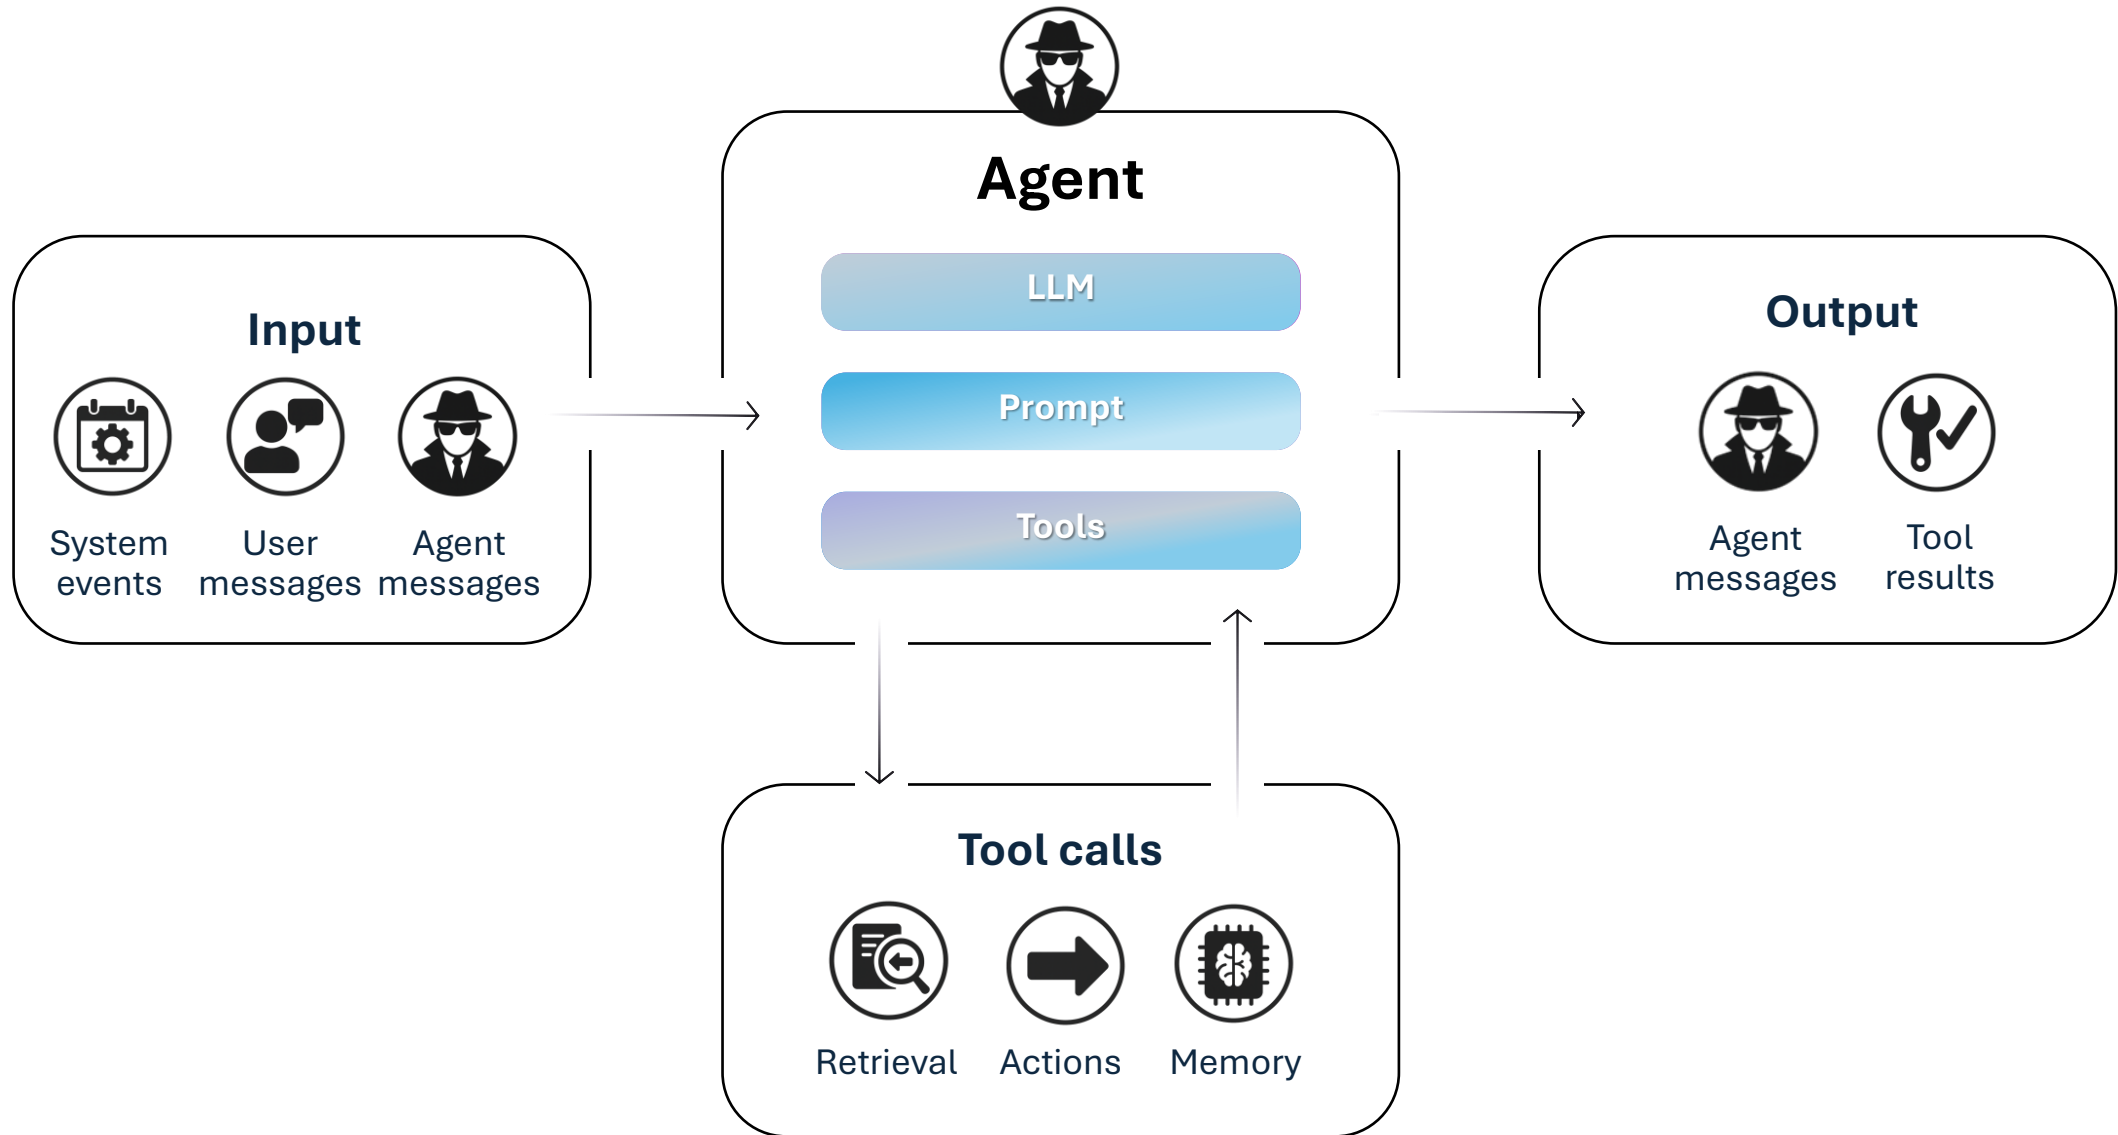 Agent
LLM
Prompt
Tools
Input
System
events
User
messages
Agent
messages
Output
Agent
messages
Tool
results
Tool calls
Retrieval
Actions
Memory